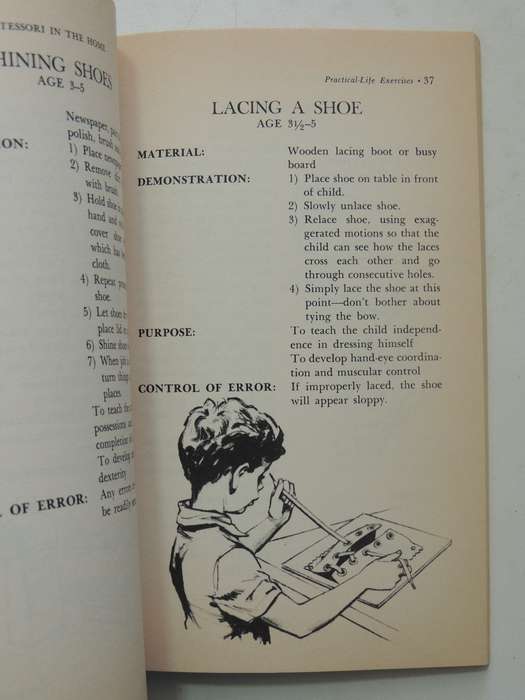 TESSORI IN THE HOME
HINING SHOES
AGE 3–5
Newspaper,
polish, brush
ON:
1) Place
2) Remove
with brush
3) Hold shoe
hand and
cover
which has
cloth.
4) Repeat
shoe.
5) Let shoes
place lid
6) Shine shoe
7) When
turn
places.
To teach the
possessions
completion
To develop
dexterity
L OF ERROR:
Any errors
be readily
Practical-Life Exercises • 37
LACING A SHOE
AGE 3½–5
MATERIAL:
Wooden lacing boot or busy
board
DEMONSTRATION:
1) Place shoe on table in front
of child.
2) Slowly unlace shoe.
3) Relace shoe, using exag-
gerated motions so that the
child can see how the laces
cross each other and go
through consecutive holes.
4) Simply lace the shoe at this
point—don't bother about
tying the bow.
PURPOSE:
To teach the child independ-
ence in dressing himself
To develop hand-eye coordina-
tion and muscular control
CONTROL OF ERROR:
If improperly laced, the shoe
will appear sloppy.